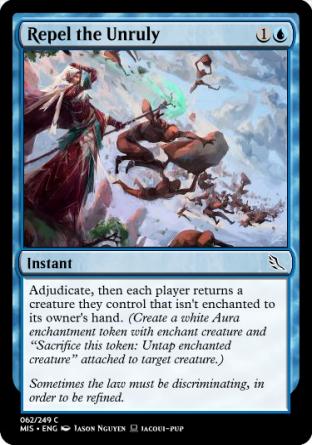 Repel the Unruly 1
Instant
Adjudicate, then each player returns a
creature they control that isn't enchanted to
its owner's hand. (Create a white Aura
enchantment token with enchant creature and
“Sacrifice this token: Untap enchanted
creature” attached to target creature.)
Sometimes the law must be discriminating, in
order to be refined.
062/249 C
MIS • ENG Jason Nguyen jacqui-pup